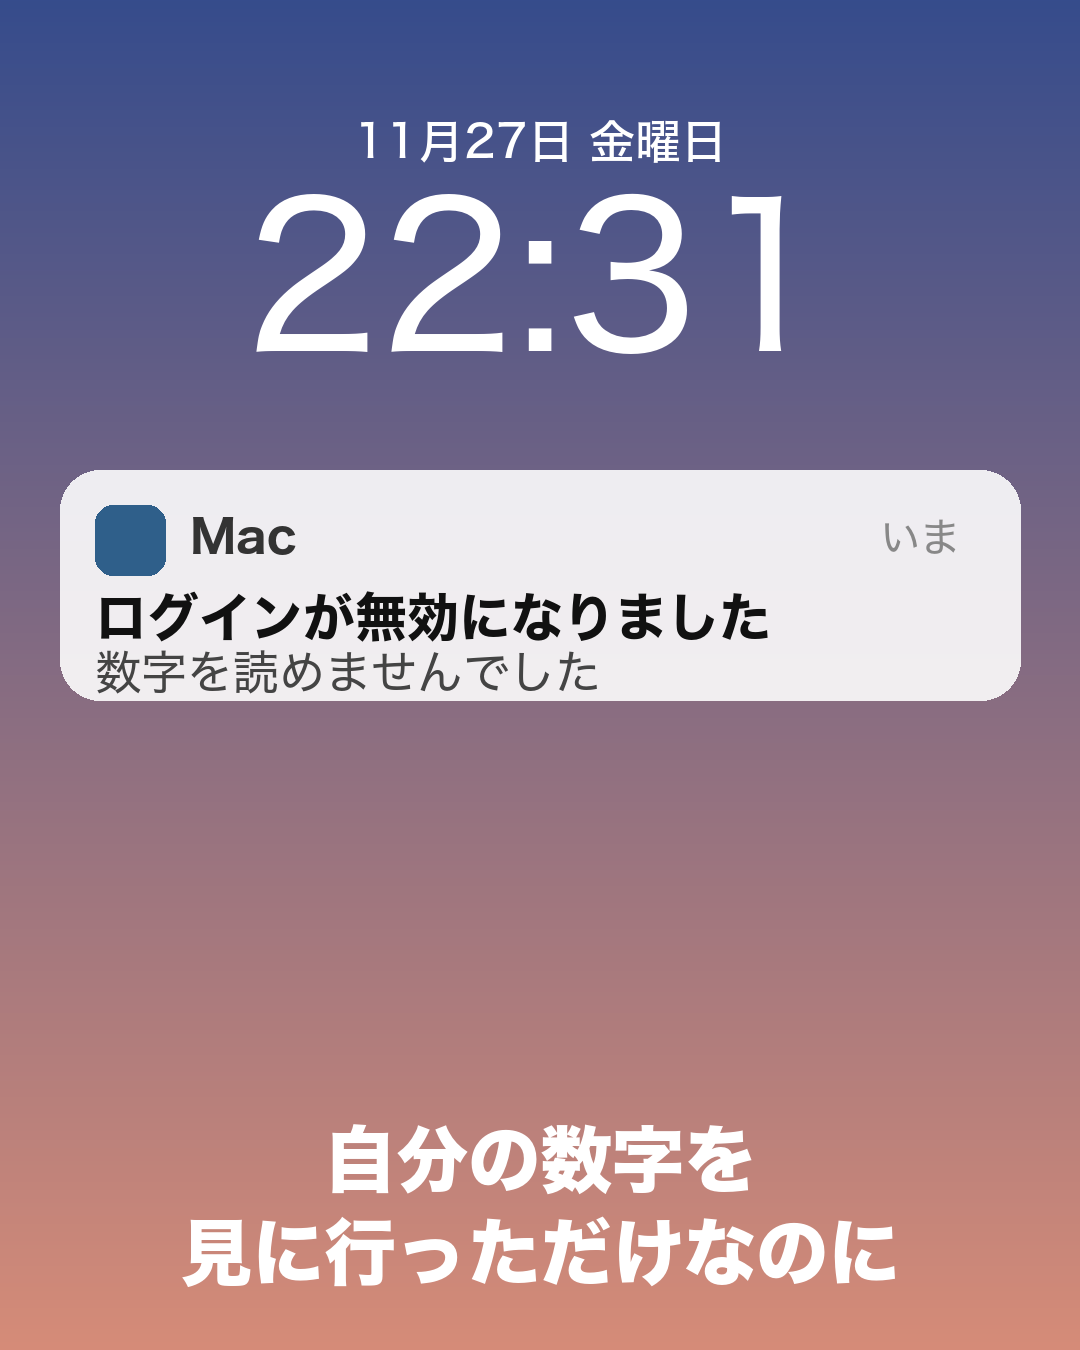 11月27日 金曜日
22:31
Mac
いま
ログインが無効になりました
数字を読めませんでした
自分の数字を
見に行っただけなのに